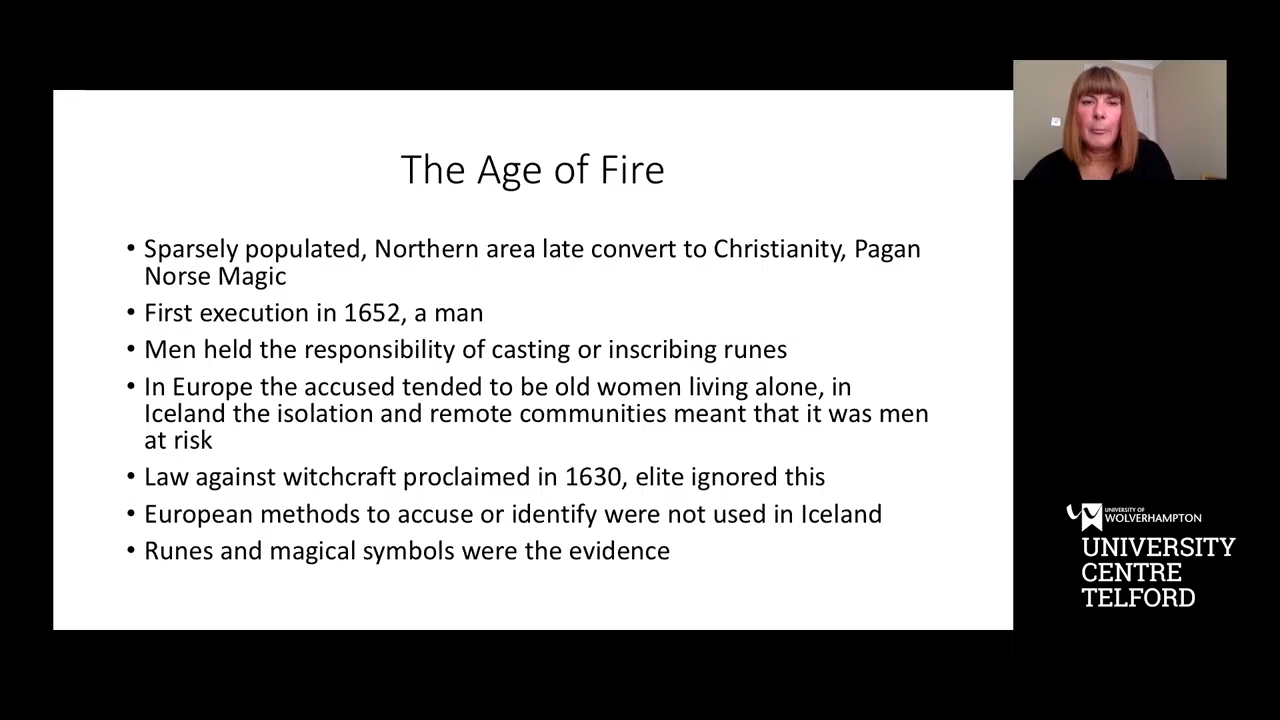 The Age of Fire
• Sparsely populated, Northern area late convert to Christianity, Pagan
Norse Magic
• First execution in 1652, a man
• Men held the responsibility of casting or inscribing runes
• In Europe the accused tended to be old women living alone, in
Iceland the isolation and remote communities meant that it was men
at risk
• Law against witchcraft proclaimed in 1630, elite ignored this
• European methods to accuse or identify were not used in Iceland
• Runes and magical symbols were the evidence
UNIVERSITY OF
WOLVERHAMPTON
UNIVERSITY
CENTRE
TELFORD